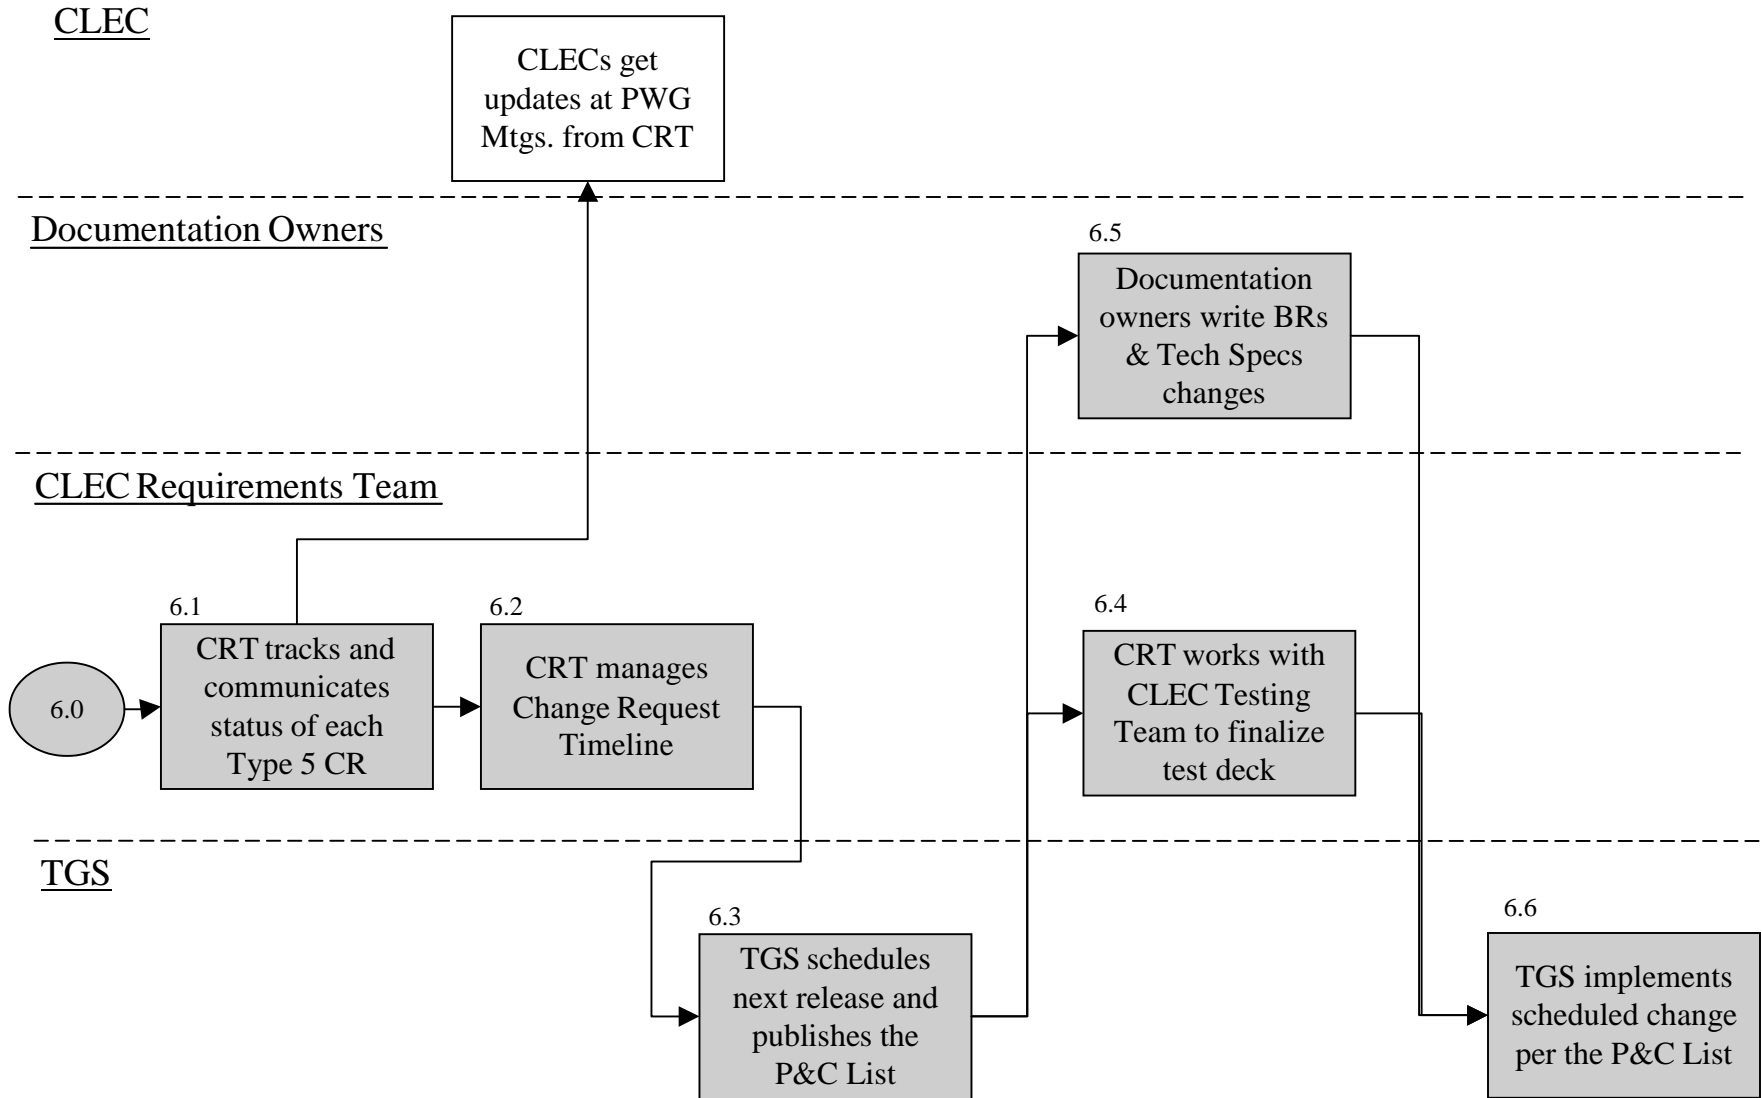 CLEC
CLECs get
updates at PWG
Mtgs. from CRT
Documentation Owners
6.5
Documentation
owners write BRs
& Tech Specs
changes
CLEC Requirements Team
6.1
6.2
6.4
6.0
CRT tracks and
communicates
status of each
Type 5 CR
CRT manages
Change Request
Timeline
CRT works with
CLEC Testing
Team to finalize
test deck
TGS
6.3
TGS schedules
next release and
publishes the
P&C List
6.6
TGS implements
scheduled change
per the P&C List